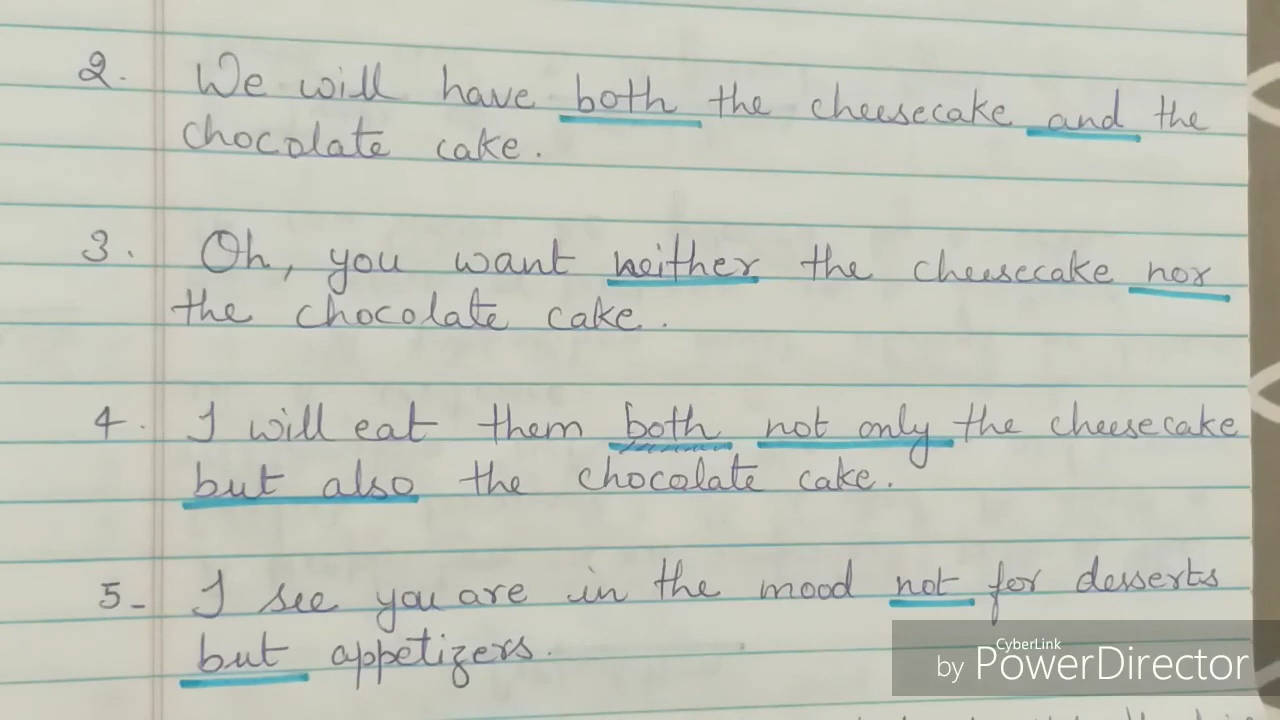 2. We will have both the cheesecake and the
chocolate cake.
3. Oh, you want neither the cheesecake nor
the chocolate cake.
4. I will eat them both not only the cheesecake
but also the chocolate cake.
5- I see you are in the mood not for desserts
but appetizers.
CyberLink
by PowerDirector